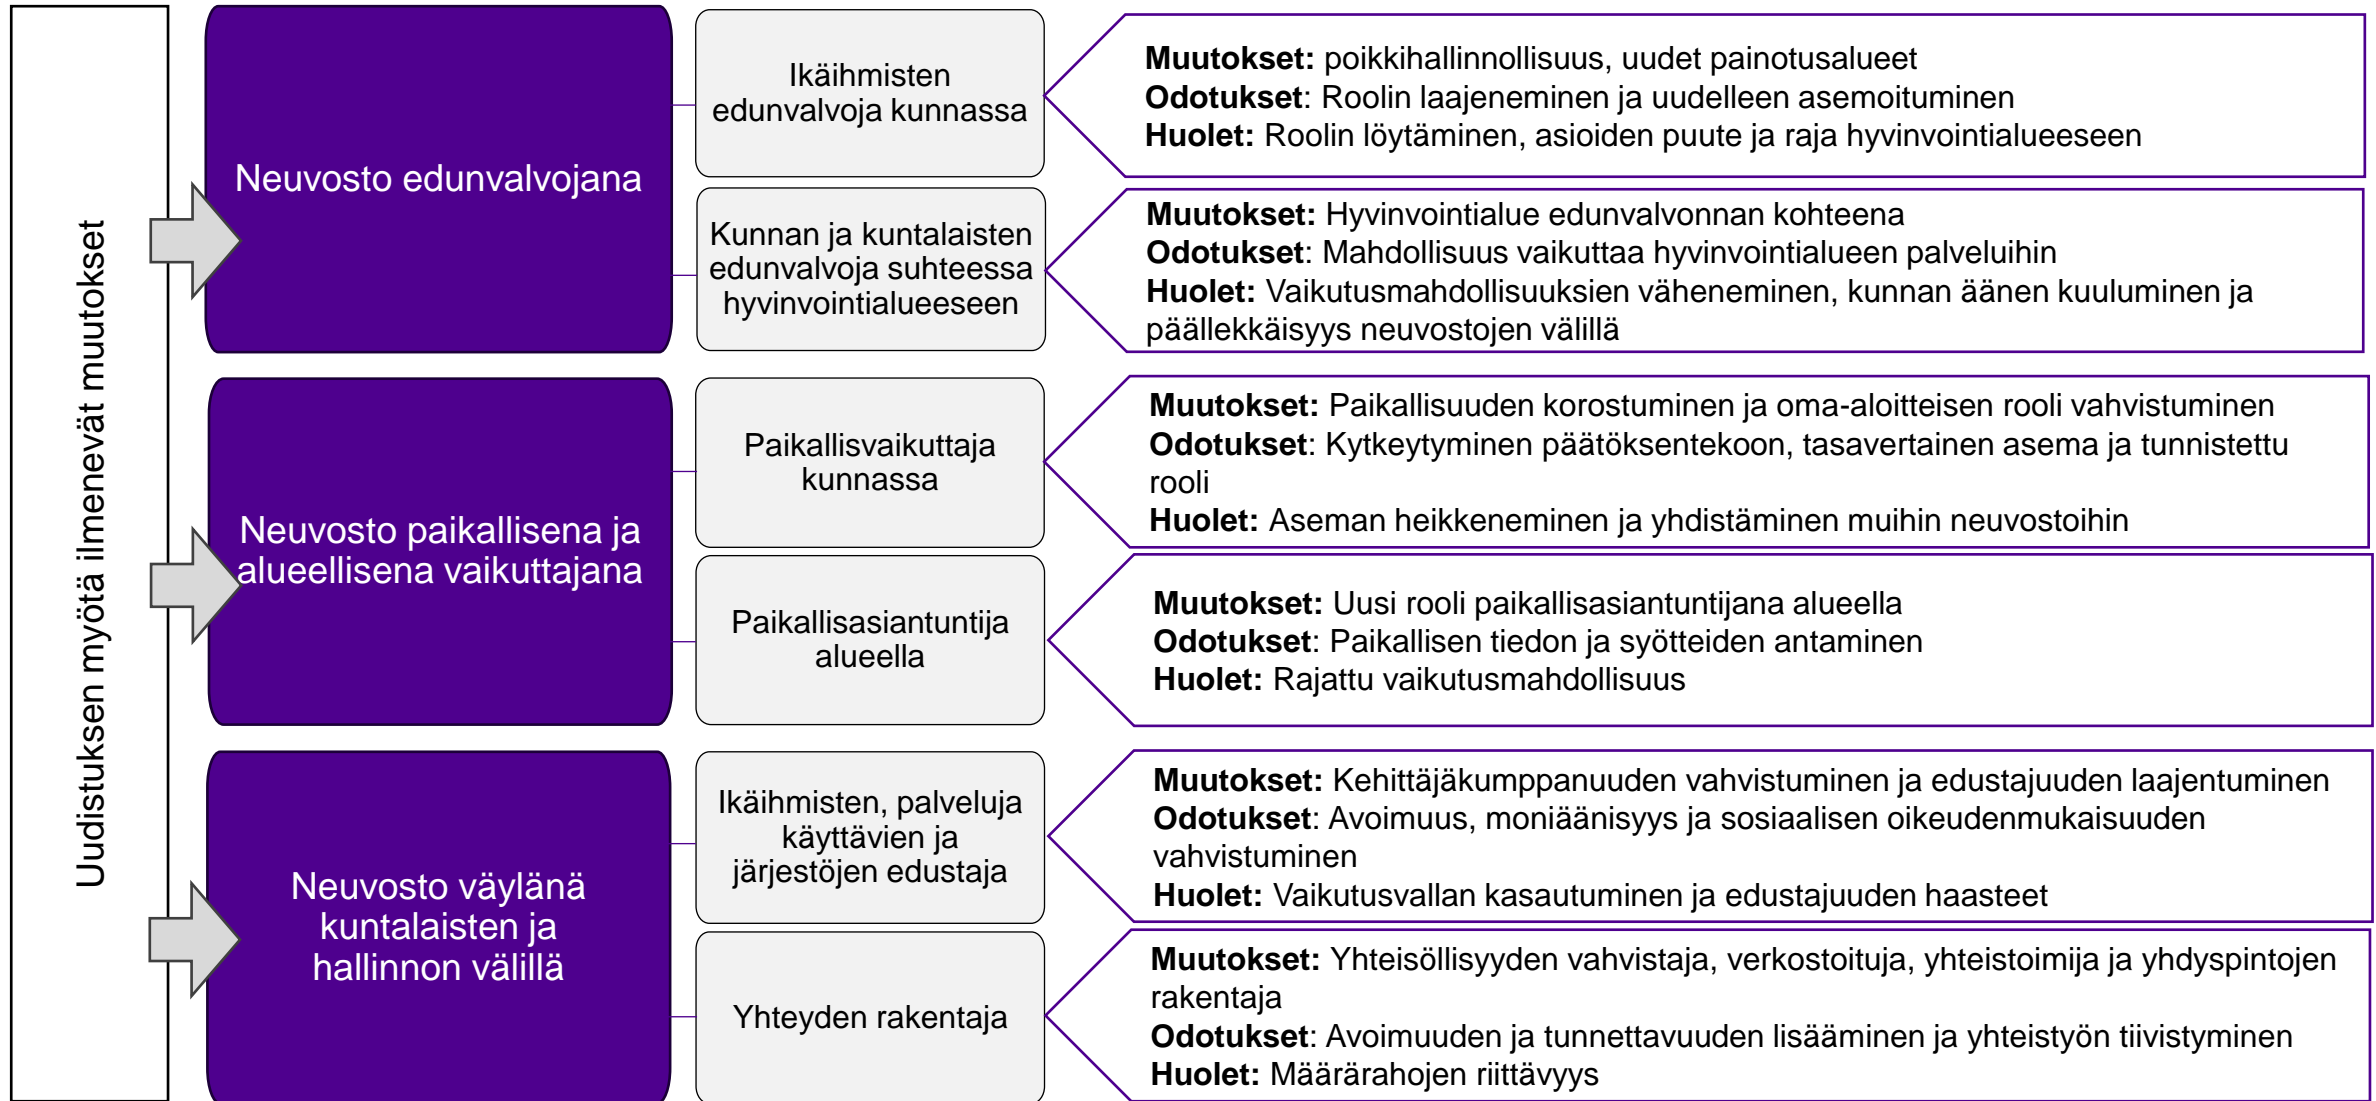 Uudistuksen myötä ilmenevät muutokset
Neuvosto edunvalvojana
Ikäihmisten
edunvalvoja kunnassa
Muutokset: poikkihallinnollisuus, uudet painotusalueet
Odotukset: Roolin laajeneminen ja uudelleen asemoituminen
Huolet: Roolin löytäminen, asioiden puute ja raja hyvinvointialueeseen
Kunnan ja kuntalaisten
edunvalvoja suhteessa
hyvinvointialueeseen
Muutokset: Hyvinvointialue edunvalvonnan kohteena
Odotukset: Mahdollisuus vaikuttaa hyvinvointialueen palveluihin
Huolet: Vaikutusmahdollisuuksien väheneminen, kunnan äänen kuuluminen ja
päällekkäisyys neuvostojen välillä
Neuvosto paikallisena ja
alueellisena vaikuttajana
Paikallisvaikuttaja
kunnassa
Muutokset: Paikallisuuden korostuminen ja oma-aloitteisen rooli vahvistuminen
Odotukset: Kytkeytyminen päätöksentekoon, tasavertainen asema ja tunnistettu
rooli
Huolet: Aseman heikkeneminen ja yhdistäminen muihin neuvostoihin
Paikallisasiantuntija
alueella
Muutokset: Uusi rooli paikallisasiantuntijana alueella
Odotukset: Paikallisen tiedon ja syötteiden antaminen
Huolet: Rajattu vaikutusmahdollisuus
Neuvosto väylänä
kuntalaisten ja
hallinnon välillä
Ikäihmisten, palveluja
käyttävien ja
järjestöjen edustaja
Muutokset: Kehittäjäkumppanuuden vahvistuminen ja edustajuuden laajentuminen
Odotukset: Avoimuus, moniäänisyys ja sosiaalisen oikeudenmukaisuuden
vahvistuminen
Huolet: Vaikutusvallan kasautuminen ja edustajuuden haasteet
Yhteyden rakentaja
Muutokset: Yhteisöllisyyden vahvistaja, verkostoituja, yhteistoimija ja yhdyspintojen
rakentaja
Odotukset: Avoimuuden ja tunnettavuuden lisääminen ja yhteistyön tiivistyminen
Huolet: Määrärahojen riittävyys